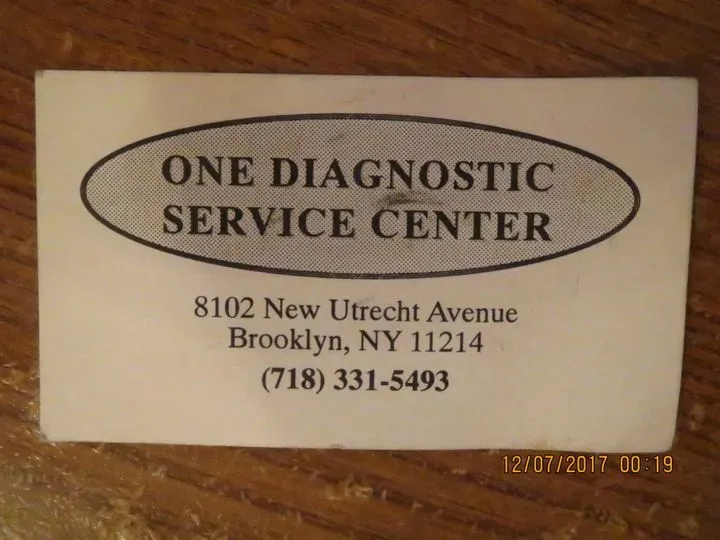 ONE DIAGNOSTIC
SERVICE CENTER
8102 New Utrecht Avenue
Brooklyn, NY 11214
(718) 331-5493
12/07/2017 00:19